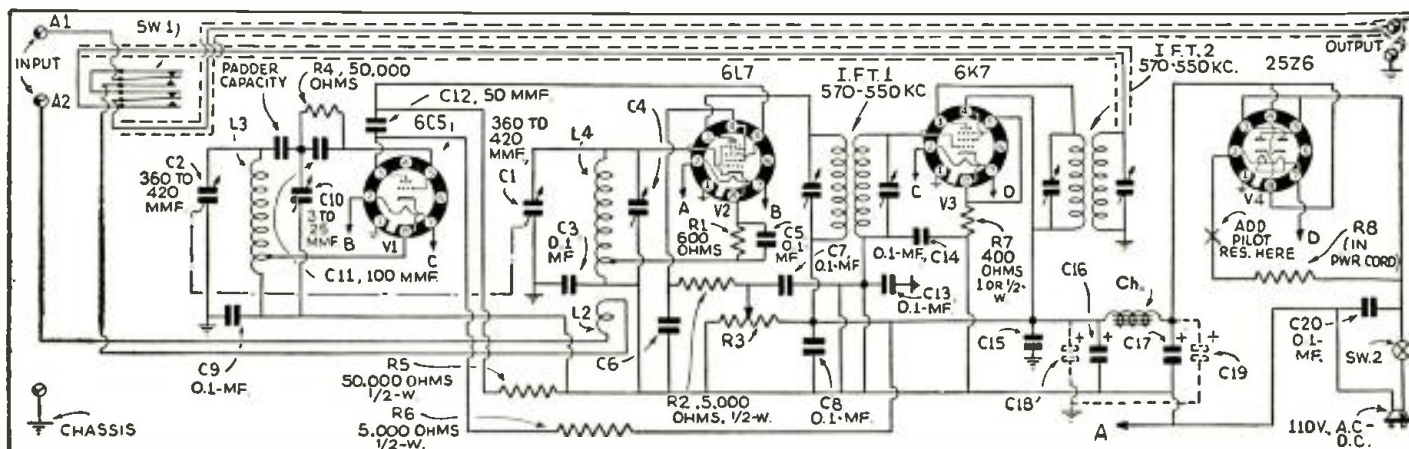 A1
SW 1)
INPUT
A2
PADDER
CAPACITY
R4, 50,000
OHMS
C12, 50 MMF.
6C5
L3
C2
360 TO
420
MMF.
C10
3 TO
25
MMF.
B
V1
C
C11, 100 MMF.
C9
0.1-MF.
CHASSIS
360 TO
420
MMF,
C1
L4
C4
C3
0.1
MF
L2
R5
50,000 OHMS
1/2-W.
R6
5,000 OHMS
1/2-W.
C6
6L7
A
V2
B
R1
600
OHMS
C5
0.1
MF.
C7,
0.1-MF.
R3
R2, 5,000
OHMS, 1/2-W.
C8
0.1-MF.
I.F.T.1
570-550 KC
6K7
3
4
C
D
1
V3
0.1-MF., C14
R7
400
OHMS
1 OR 1/2-
W.
C13
0.1-MF.
C15
I.F.T.2
570-550 KC.
C16
Ch.
C17
+
+
+
+
C18
C19
A
OUTPUT
25Z6
V4
D
ADD
PILOT
RES. HERE
R8
(IN
PWR CORD)
C20
0.1-
MF.
SW.2
110V., A.C.-
D.C.